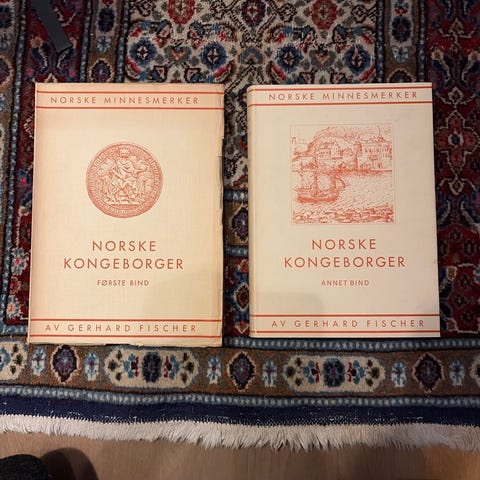 NORSKE MINNESMERKER
NORSKE
KONGEBORGER
FØRSTE BIND
AV GERHARD FISCHER
NORSKE MINNESMERKER
NORSKE
KONGEBORGER
ANNET BIND
AV GERHARD FISCHER